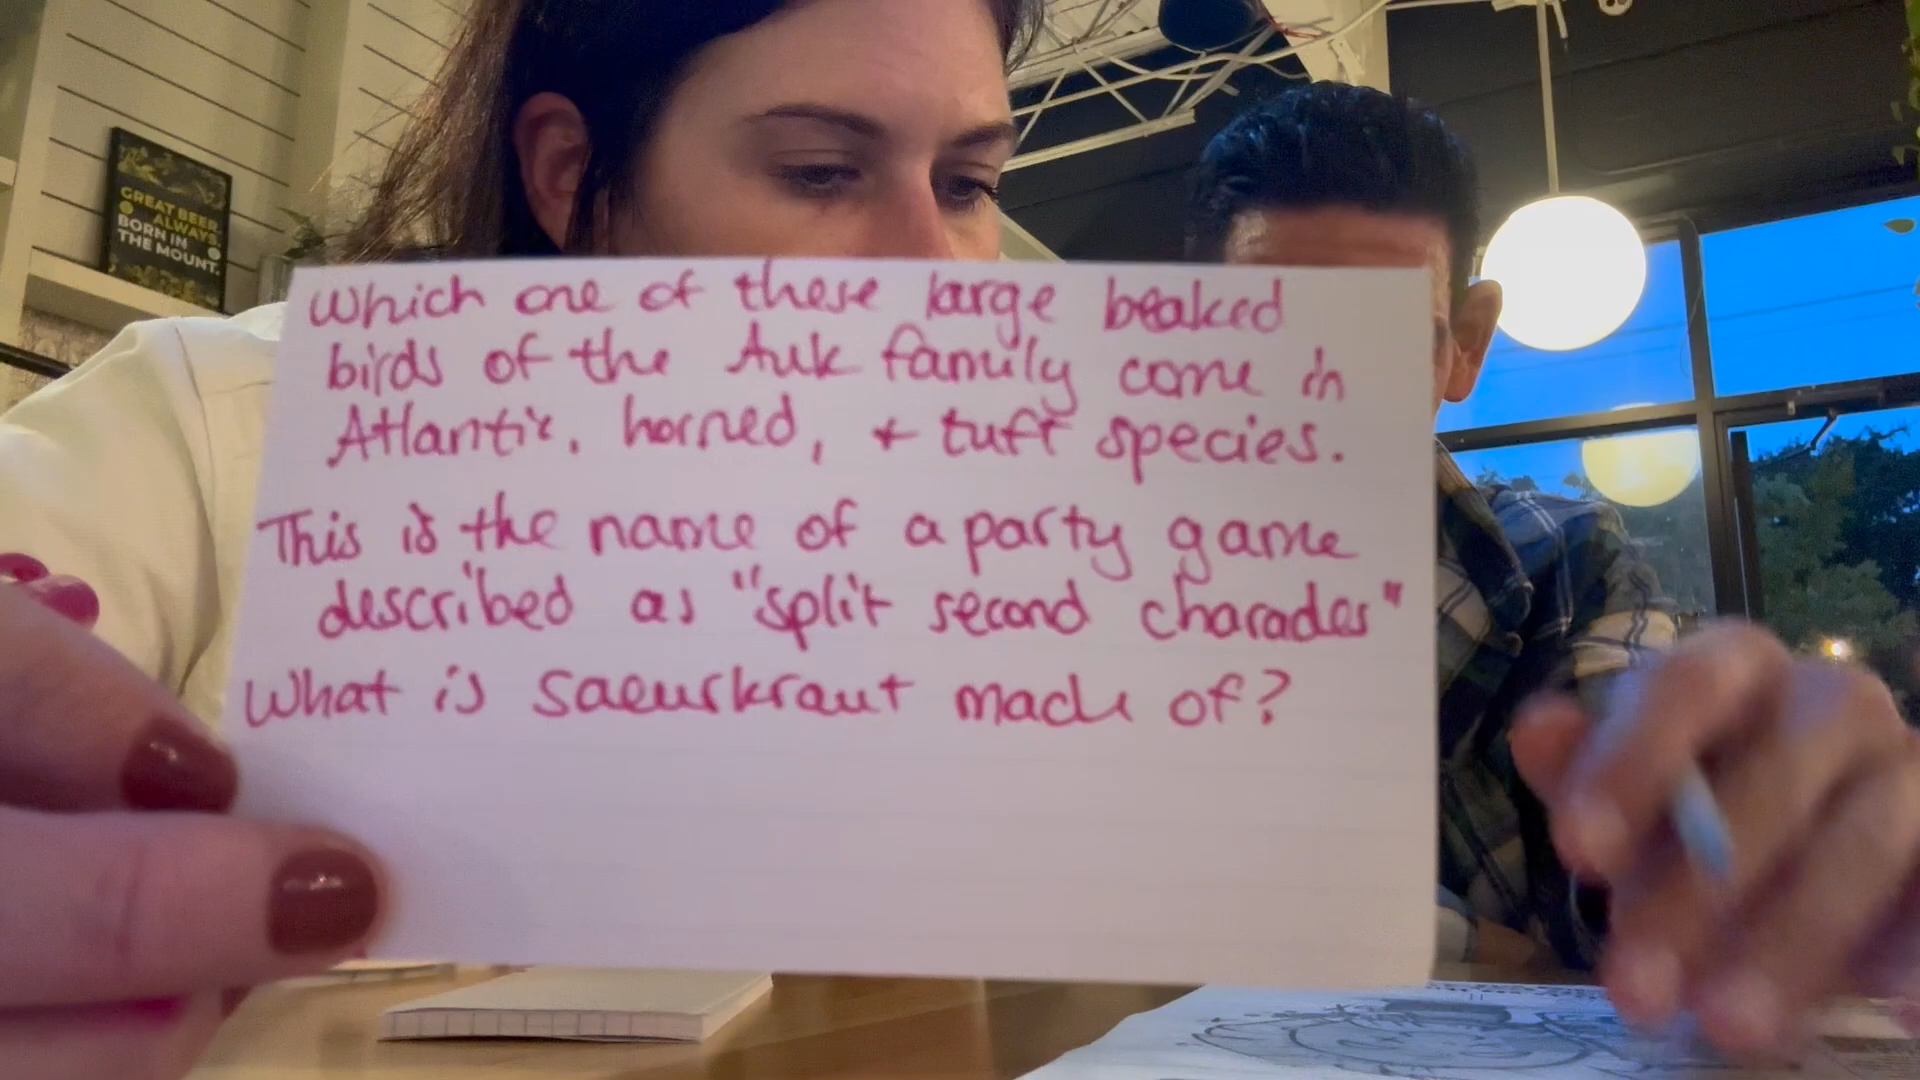 GREAT BEER.
ALWAYS.
BORN IN
THE MOUNT.
Which one of these large beaked
birds of the Auk family come in
Atlantic, horned, + tuft species.
This is the name of a party game
described as "split second charades"
What is saeurkraut made of?